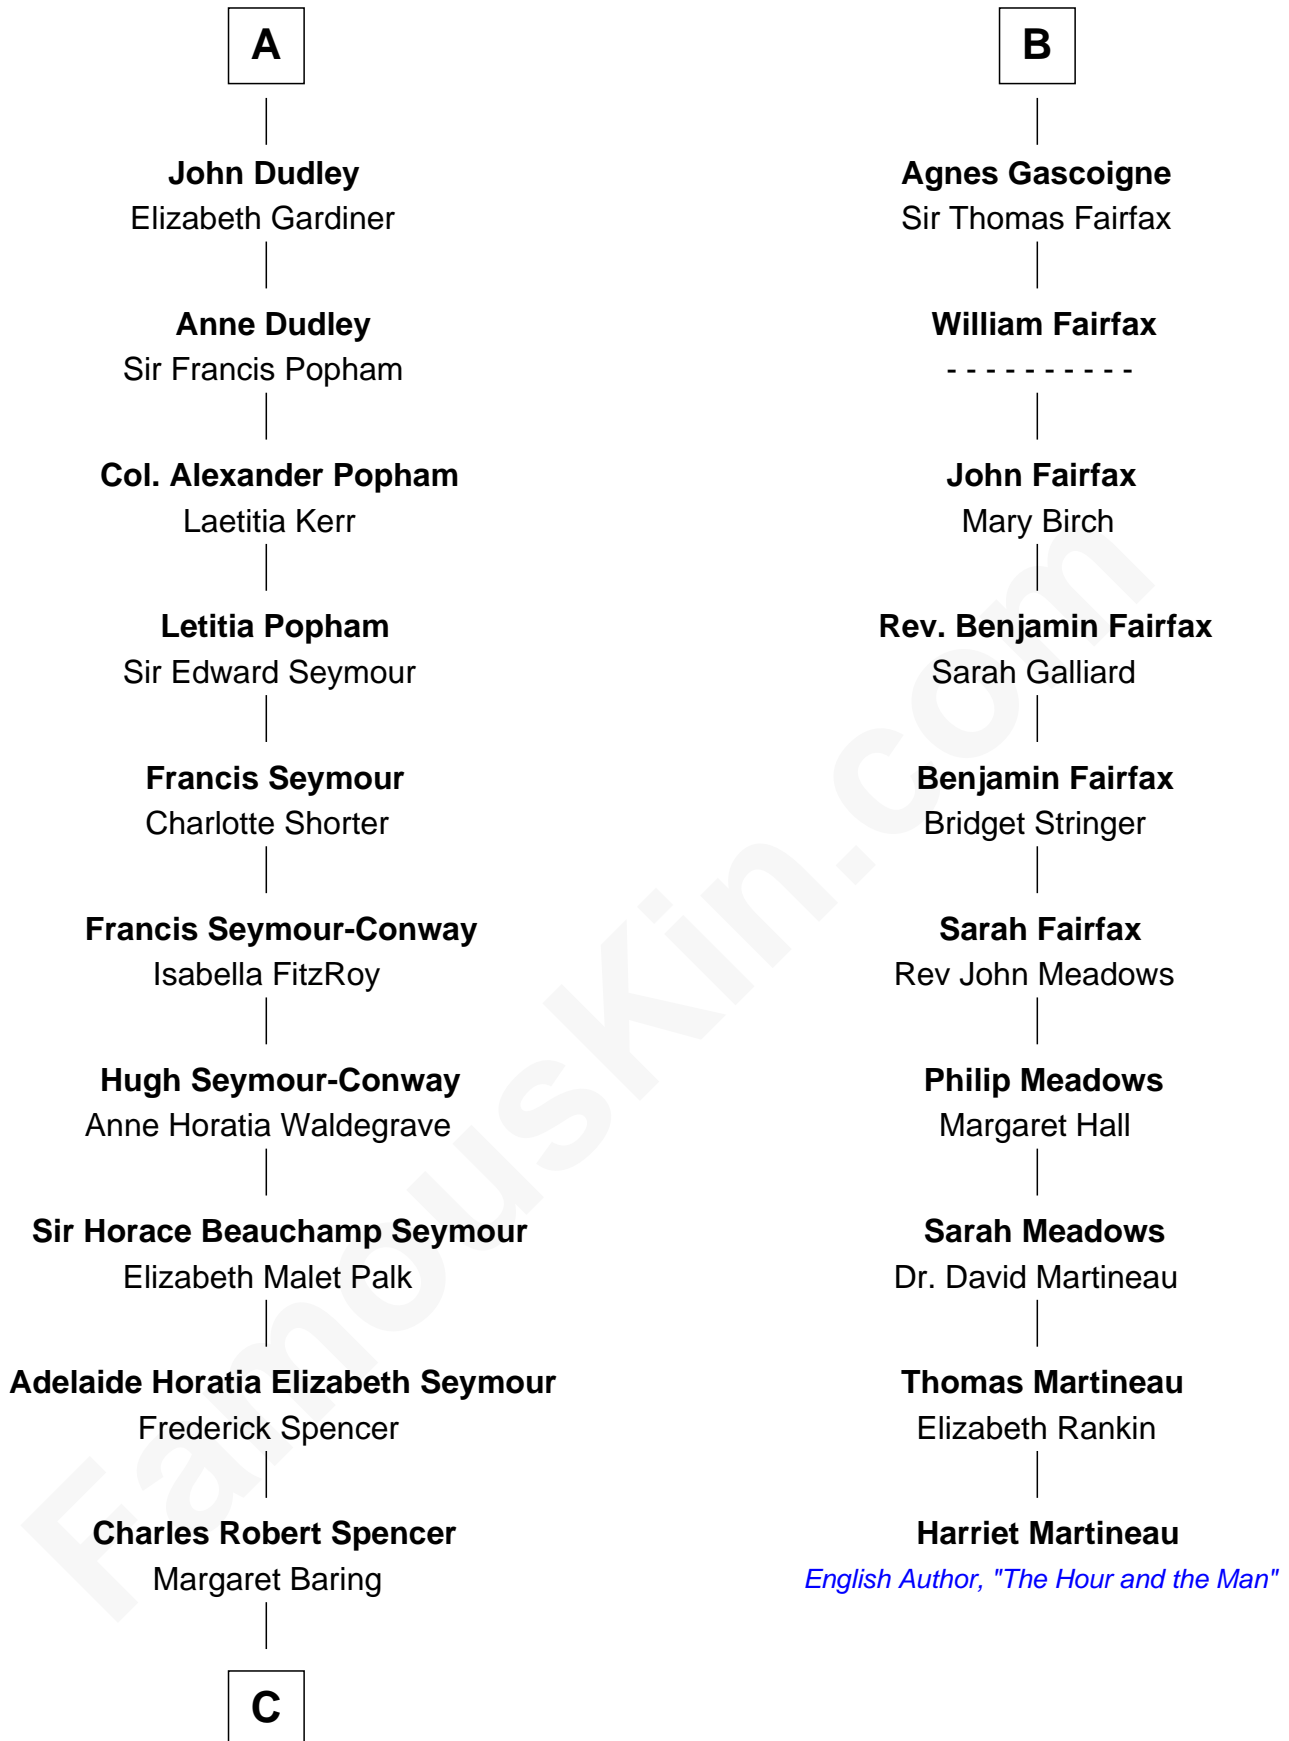 A
John Dudley
Elizabeth Gardiner
Anne Dudley
Sir Francis Popham
Col. Alexander Popham
Laetitia Kerr
Letitia Popham
Sir Edward Seymour
Francis Seymour
Charlotte Shorter
Francis Seymour-Conway
Isabella FitzRoy
Hugh Seymour-Conway
Anne Horatia Waldegrave
Sir Horace Beauchamp Seymour
Elizabeth Malet Palk
Adelaide Horatia Elizabeth Seymour
Frederick Spencer
Charles Robert Spencer
Margaret Baring
C
B
Agnes Gascoigne
Sir Thomas Fairfax
William Fairfax
- - - - - - - - - -
John Fairfax
Mary Birch
Rev. Benjamin Fairfax
Sarah Galliard
Benjamin Fairfax
Bridget Stringer
Sarah Fairfax
Rev John Meadows
Philip Meadows
Margaret Hall
Sarah Meadows
Dr. David Martineau
Thomas Martineau
Elizabeth Rankin
Harriet Martineau
English Author, "The Hour and the Man"
FamousKin.com